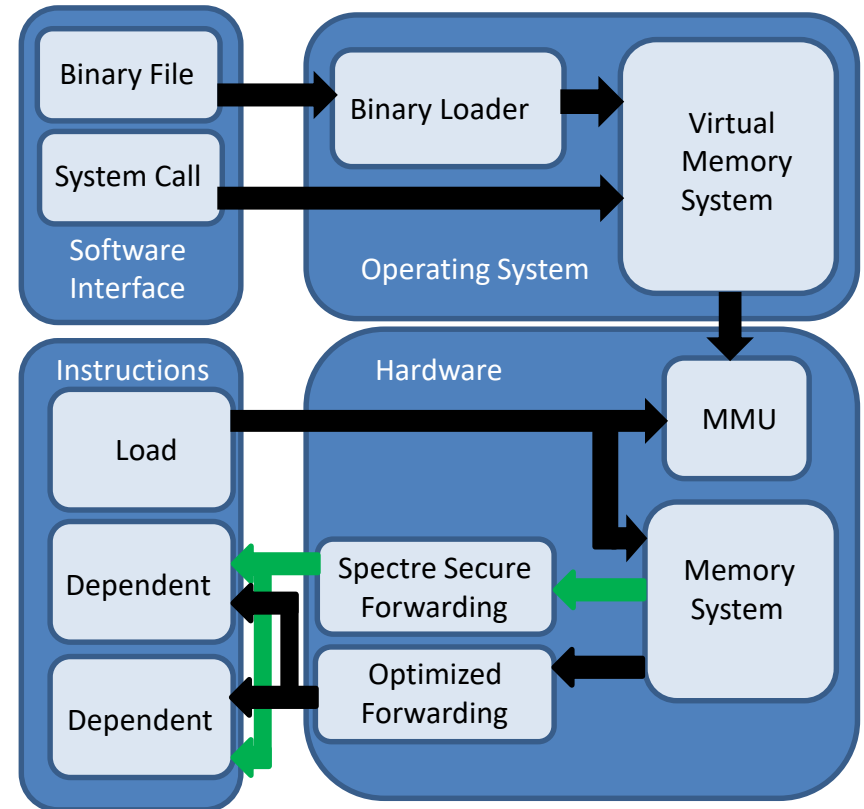 Binary File
System Call
Software
Interface
Binary Loader
Virtual
Memory
System
Operating System
Instructions
Load
Dependent
Dependent
Hardware
MMU
Spectre Secure
Forwarding
Memory
System
Optimized
Forwarding